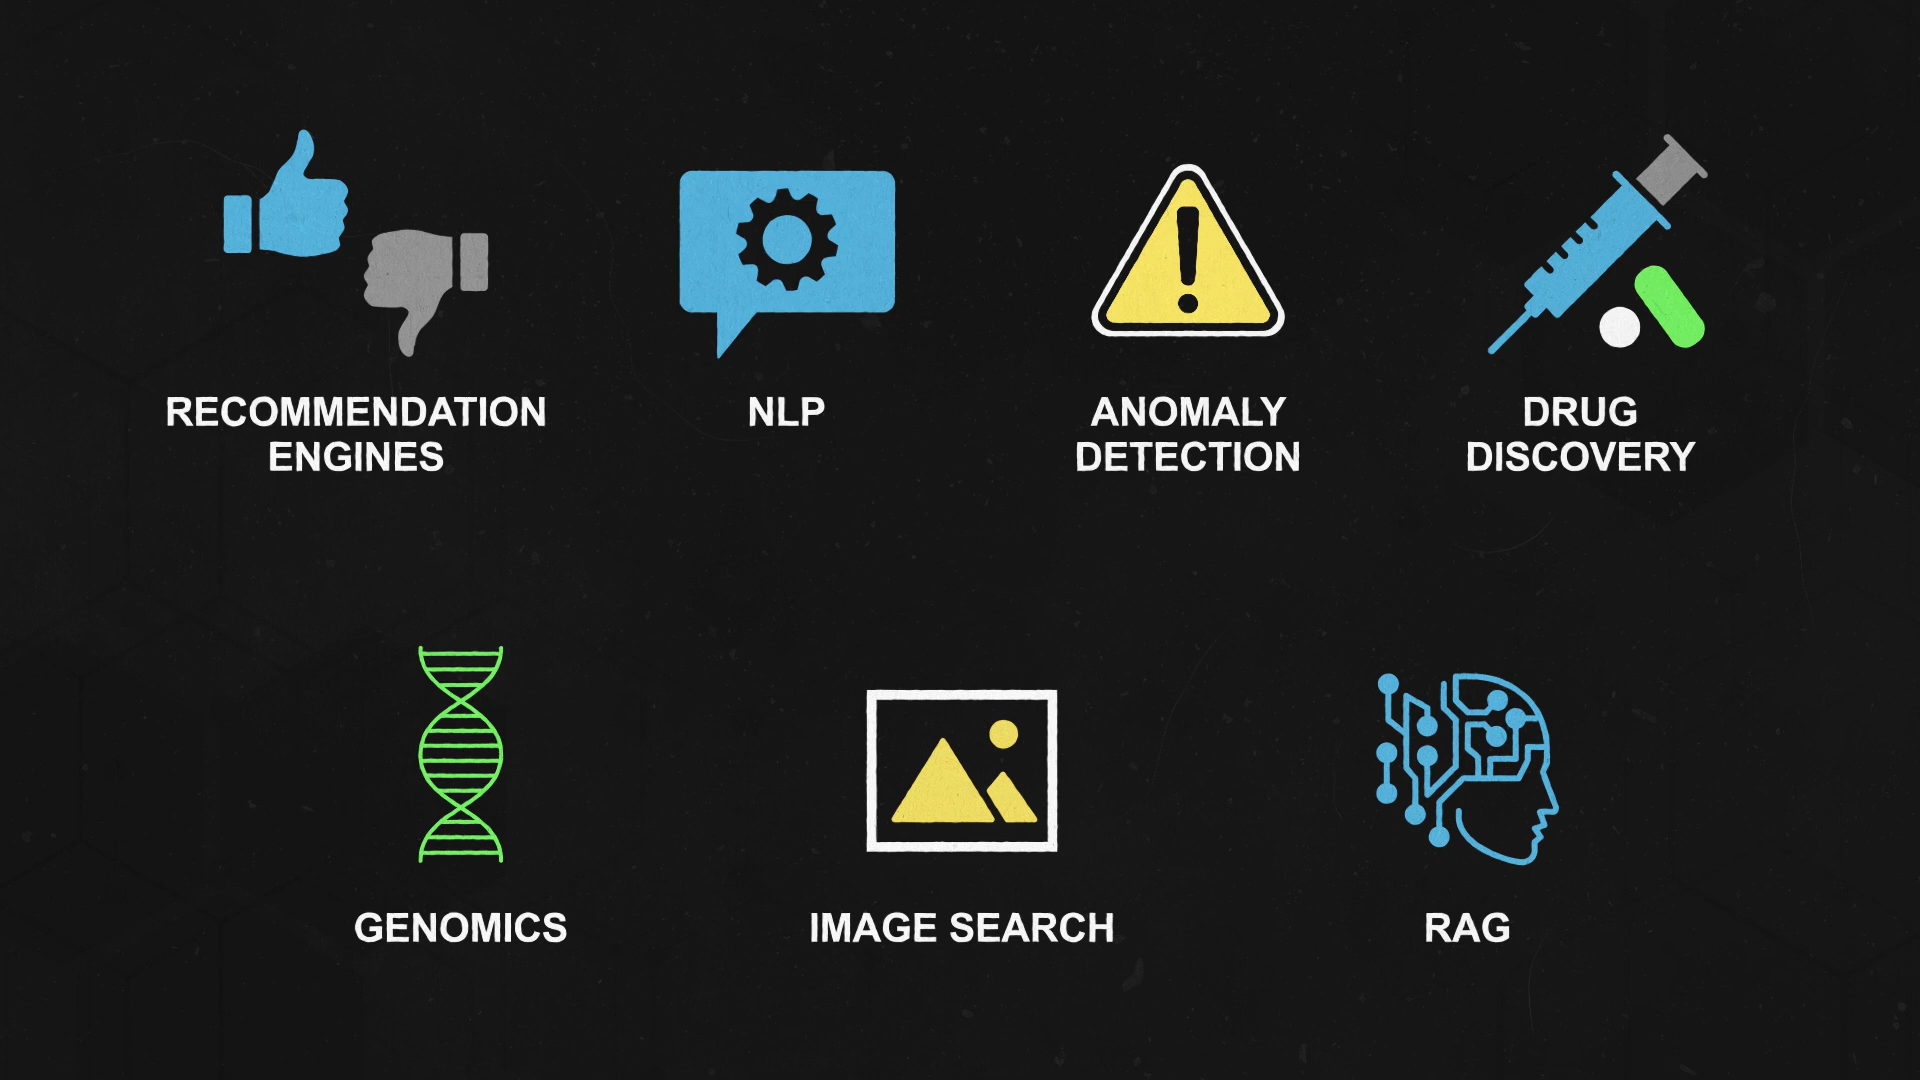 RECOMMENDATION
ENGINES
NLP
ANOMALY
DETECTION
DRUG
DISCOVERY
GENOMICS
IMAGE SEARCH
RAG